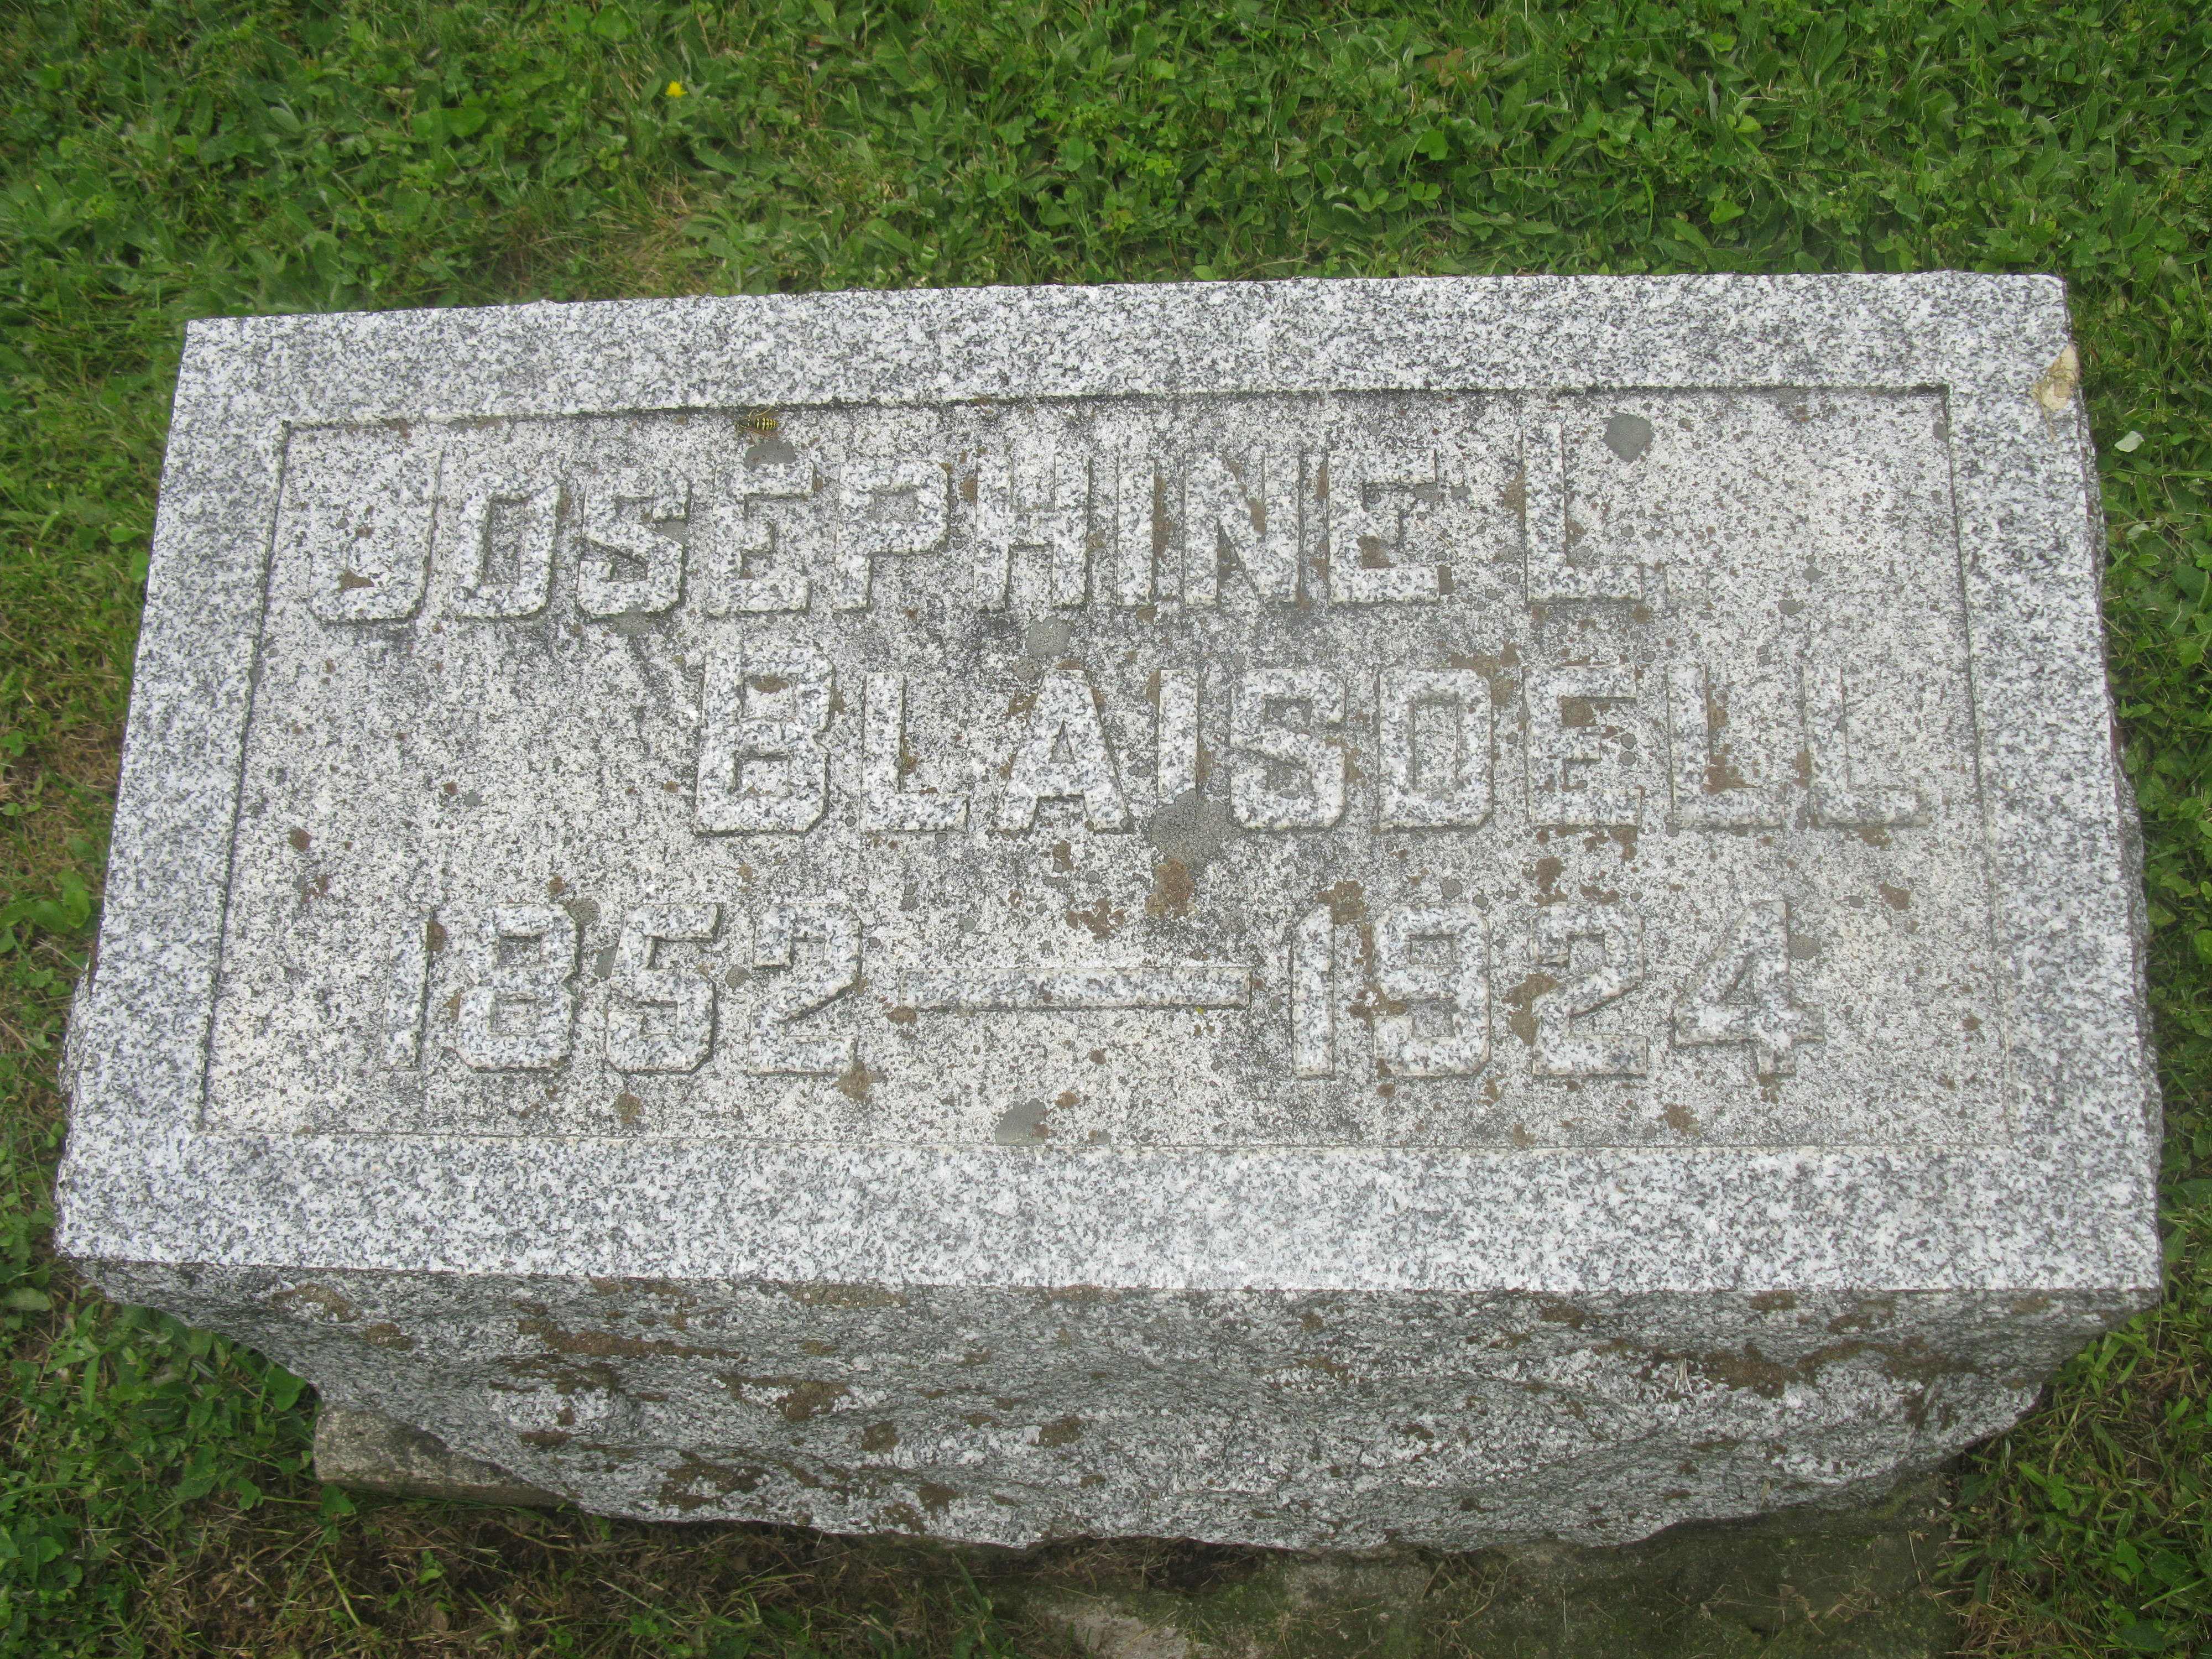 JOSEPHINE L.
BLAISDELL
1852 — 1924